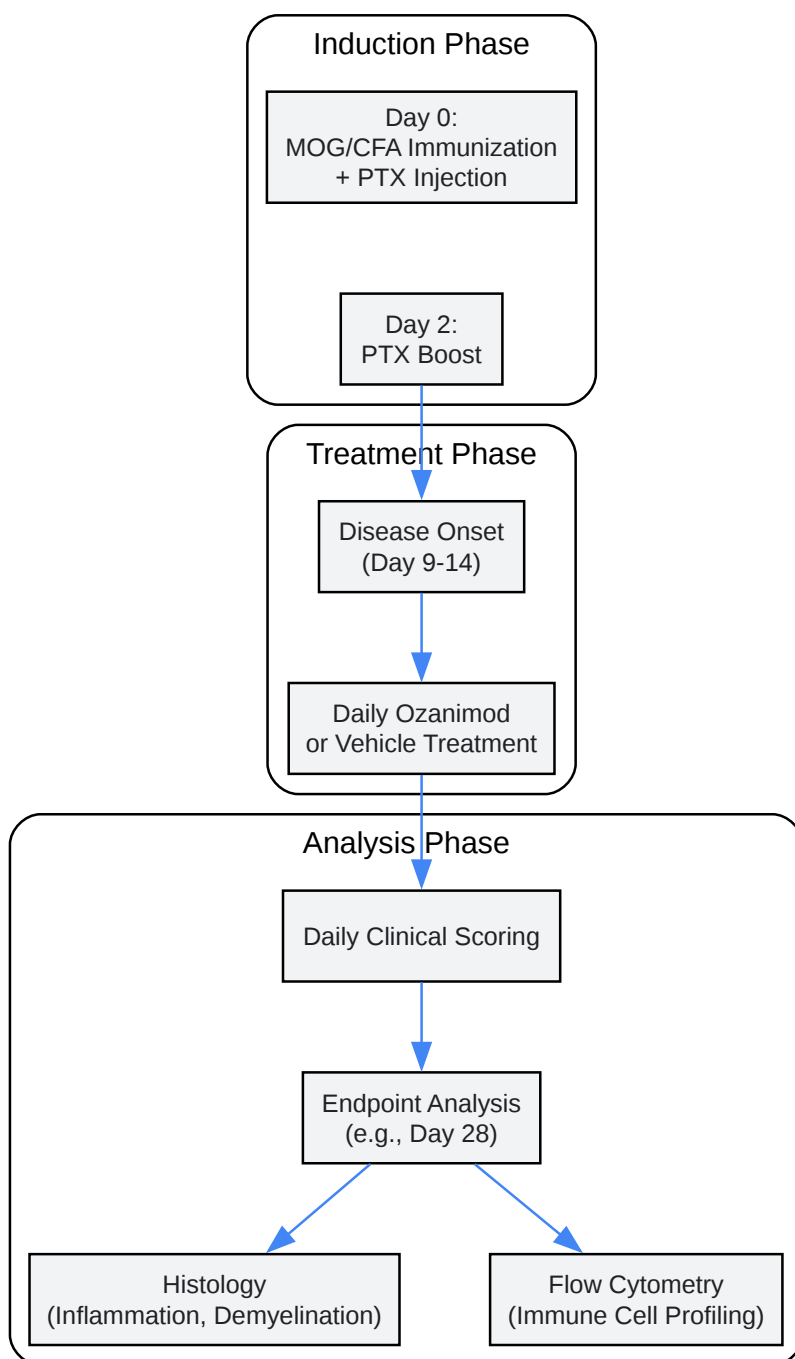 Induction Phase
Day 0:
MOG/CFA Immunization
+ PTX Injection
Day 2:
PTX Boost
Treatment Phase
Disease Onset
(Day 9-14)
Daily Ozanimod
or Vehicle Treatment
Analysis Phase
Daily Clinical Scoring
Endpoint Analysis
(e.g., Day 28)
Histology
(Inflammation, Demyelination)
Flow Cytometry
(Immune Cell Profiling)